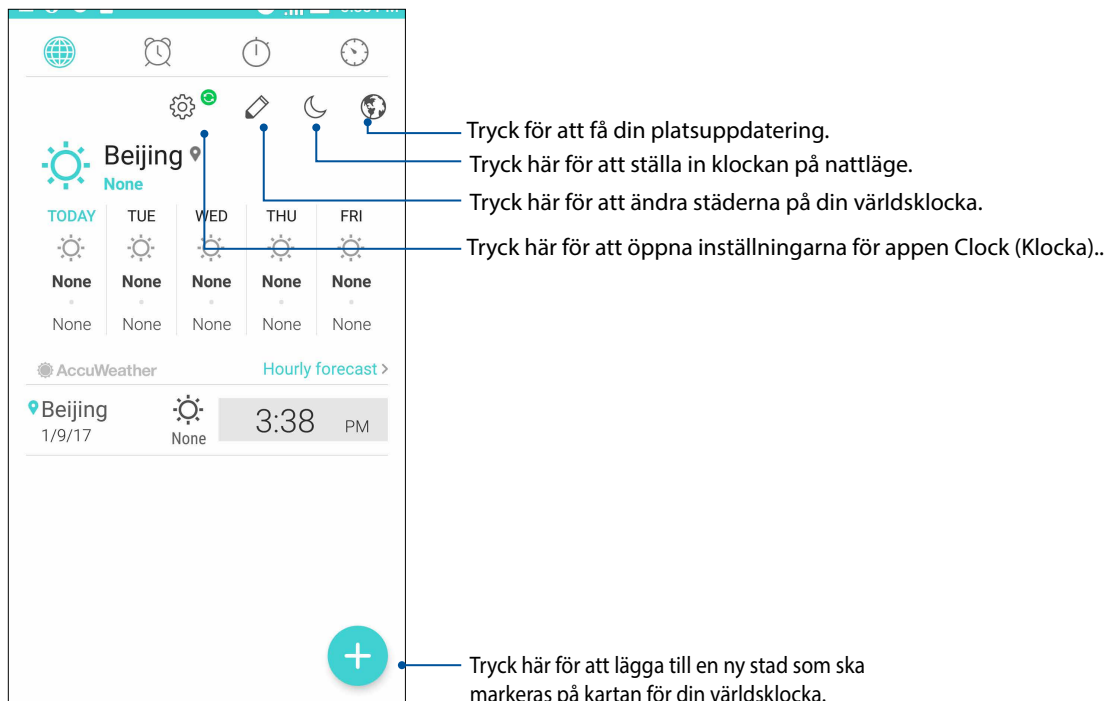 Tryck för att få din platsuppdatering.
Tryck här för att ställa in klockan på nattläge.
Beijing
None
Tryck här för att ändra städerna på din världsklocka.
TODAY TUE WED THU FRI
Tryck här för att öppna inställningarna för appen Clock (Klocka)..
None None None None None
None None None None None
AccuWeather Hourly forecast >
Beijing
3:38 PM
1/9/17 None
Tryck här för att lägga till en ny stad som ska
markeras på kartan för din världsklocka.